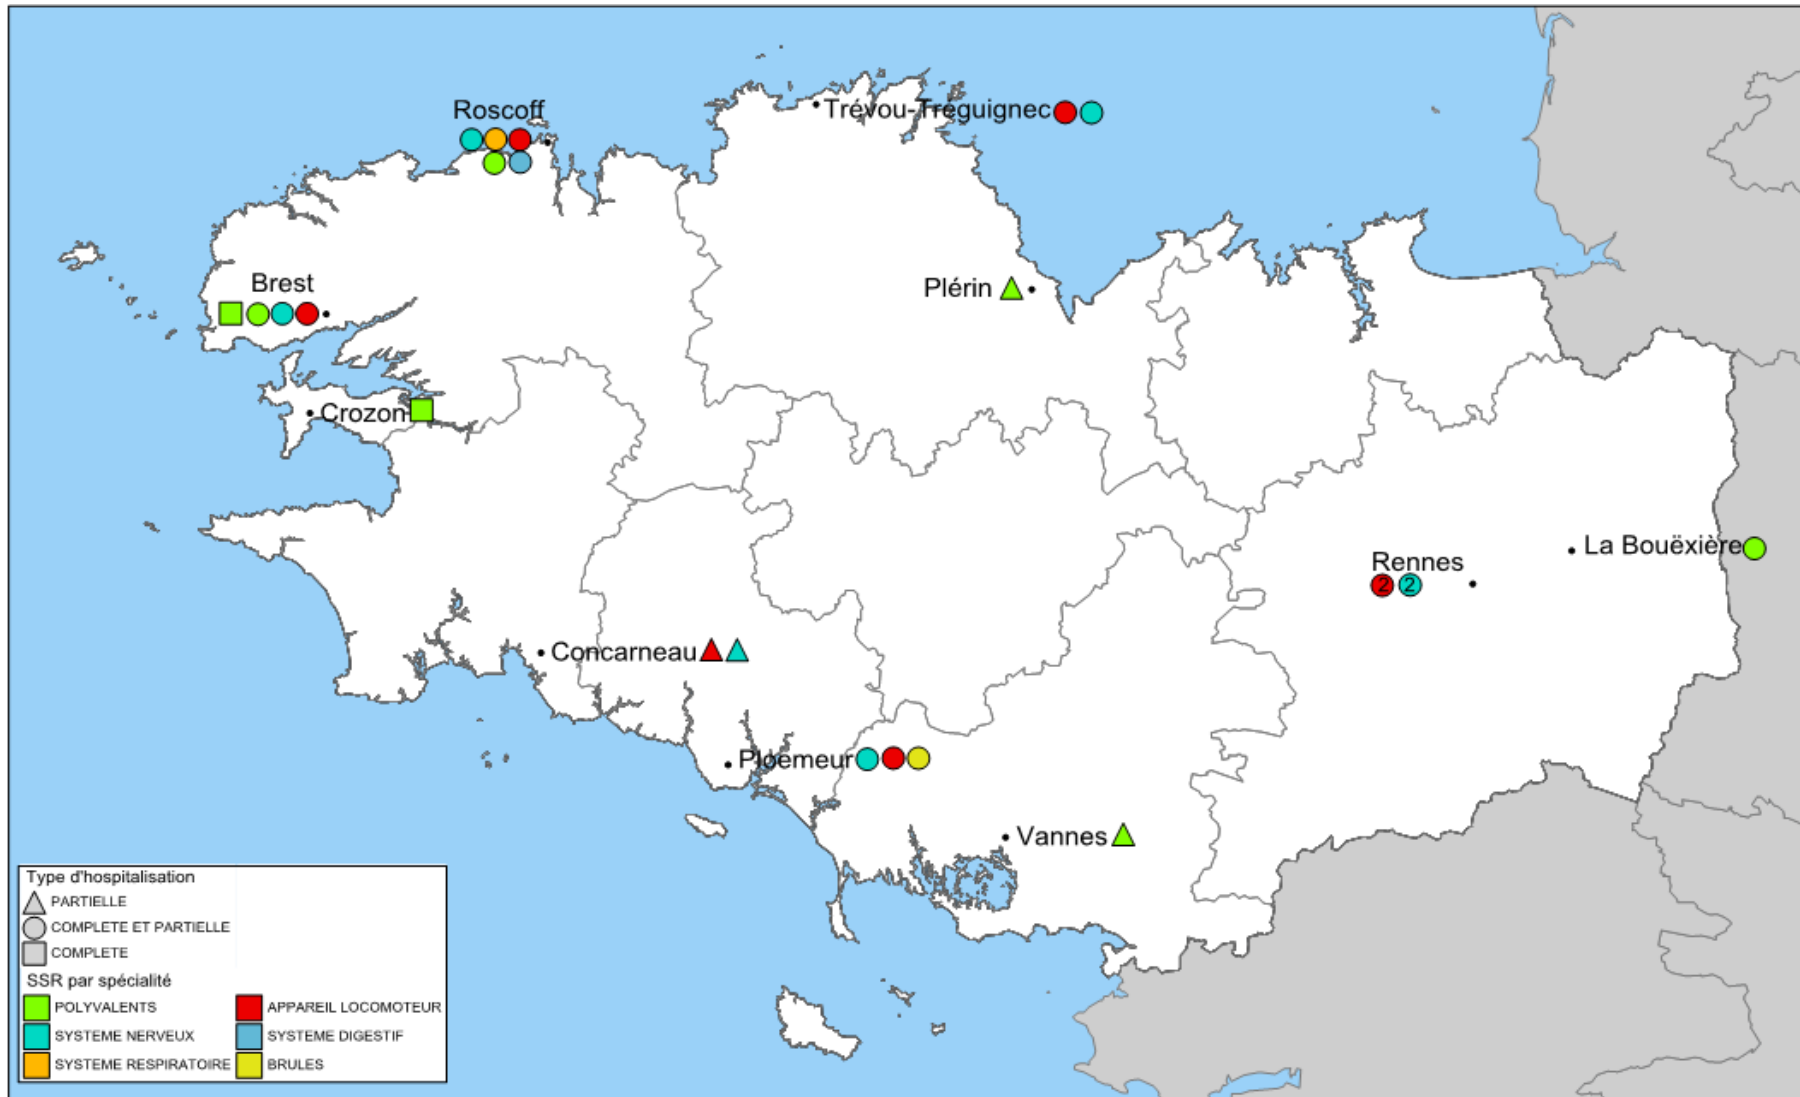 Roscoff
Trévou-Treguignec
Brest
Plérin
Crozon
La Bouëxière
Rennes
2 2
Concarneau
Ploemeur
Vannes
Type d'hospitalisation
PARTIELLE
COMPLETE ET PARTIELLE
COMPLETE
SSR par spécialité
POLYVALENTS
APPAREIL LOCOMOTEUR
SYSTEME NERVEUX
SYSTEME DIGESTIF
SYSTEME RESPIRATOIRE
BRULES